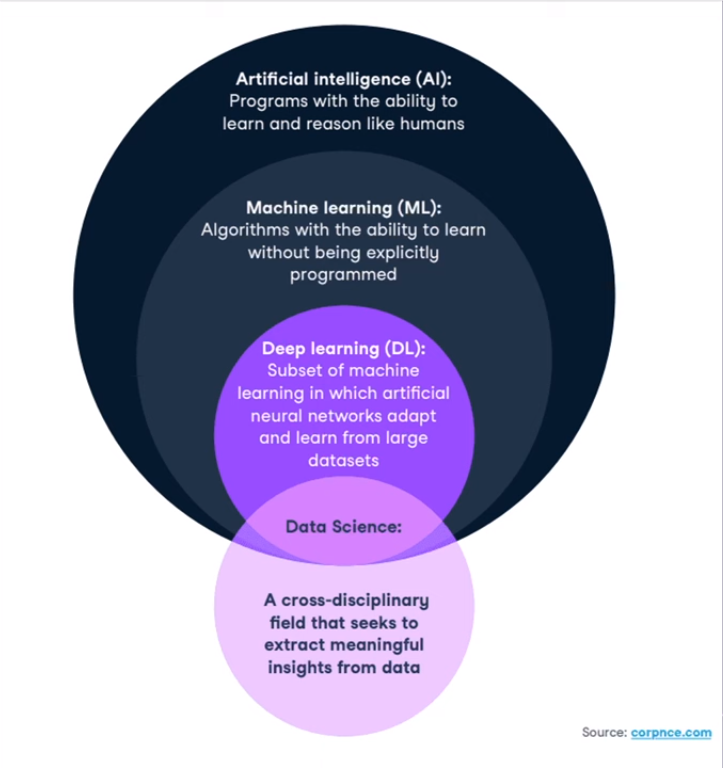 Artificial intelligence (AI):
Programs with the ability to
learn and reason like humans
Machine learning (ML):
Algorithms with the ability to learn
without being explicitly
programmed
Deep learning (DL):
Subset of machine
learning in which artificial
neural networks adapt
and learn from large
datasets
Data Science:
A cross-disciplinary
field that seeks to
extract meaningful
insights from data
Source: corpnce.com